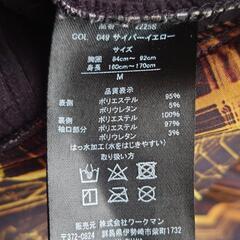 22256
COL 049 サイバーイエロー
サイズ
胸囲 84cm~ 92cm
身長 160cm~170cm
M
品質表示
表側 ポリエステル 95%
ポリウレタン 5%
裏側 ポリエステル 100%
袖口部分 ポリエステル 97%
ポリウレタン 3%
はっ水加工(水をはじきやすい)
取り扱い方
販売元 株式会社ワークマン
〒372-0824 群馬県伊勢崎市柴町1732